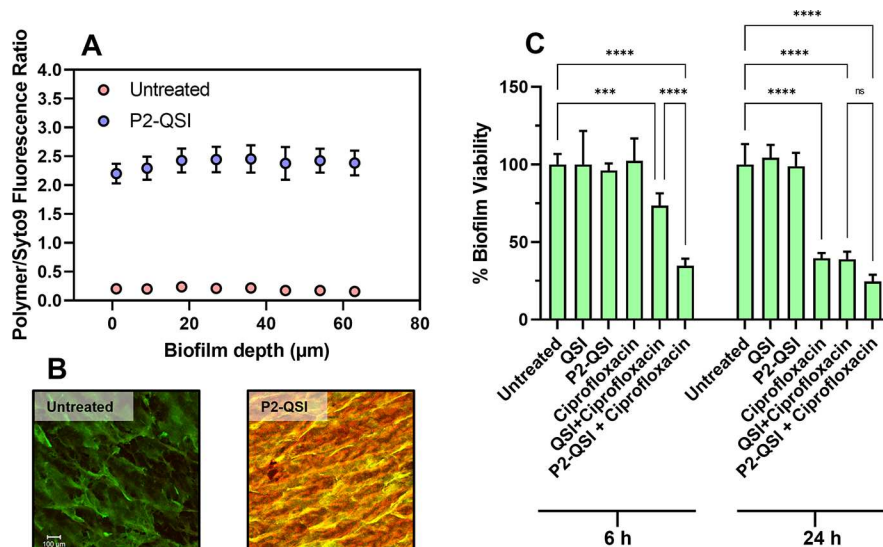 A
Polymer/Syto9 Fluorescence Ratio
4.0
3.5
3.0
2.5
2.0
1.5
1.0
0.5
0.0
Untreated
P2-QSI
0
20
40
60
80
Biofilm depth (µm)
B
Untreated
100 µm
P2-QSI
C
% Biofilm Viability
150
100
50
0
****
***
****
****
****
****
ns
Untreated
QSI
P2-QSI
Ciprofloxacin
QSI+Ciprofloxacin
P2-QSI + Ciprofloxacin
6 h
Untreated
QSI
P2-QSI
Ciprofloxacin
QSI+Ciprofloxacin
P2-QSI + Ciprofloxacin
24 h